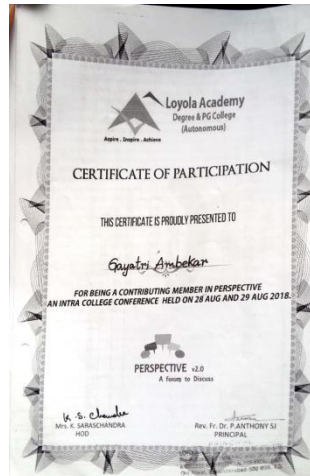 Loyola Academy
Degree & PG College
(Autonomous)
Aspire . Inspire . Achieve
CERTIFICATE OF PARTICIPATION
THIS CERTIFICATE IS PROUDLY PRESENTED TO
Gayatri Ambekar
FOR BEING A CONTRIBUTING MEMBER IN PERSPECTIVE
AN INTRA COLLEGE CONFERENCE HELD ON 28 AUG AND 29 AUG 2018.
PERSPECTIVE v2.0
A forum to Discuss
K. S. Chandra
Mrs. K. SARASCHANDRA
HOD
Rev. Fr. Dr. P.ANTHONY SJ
PRINCIPAL